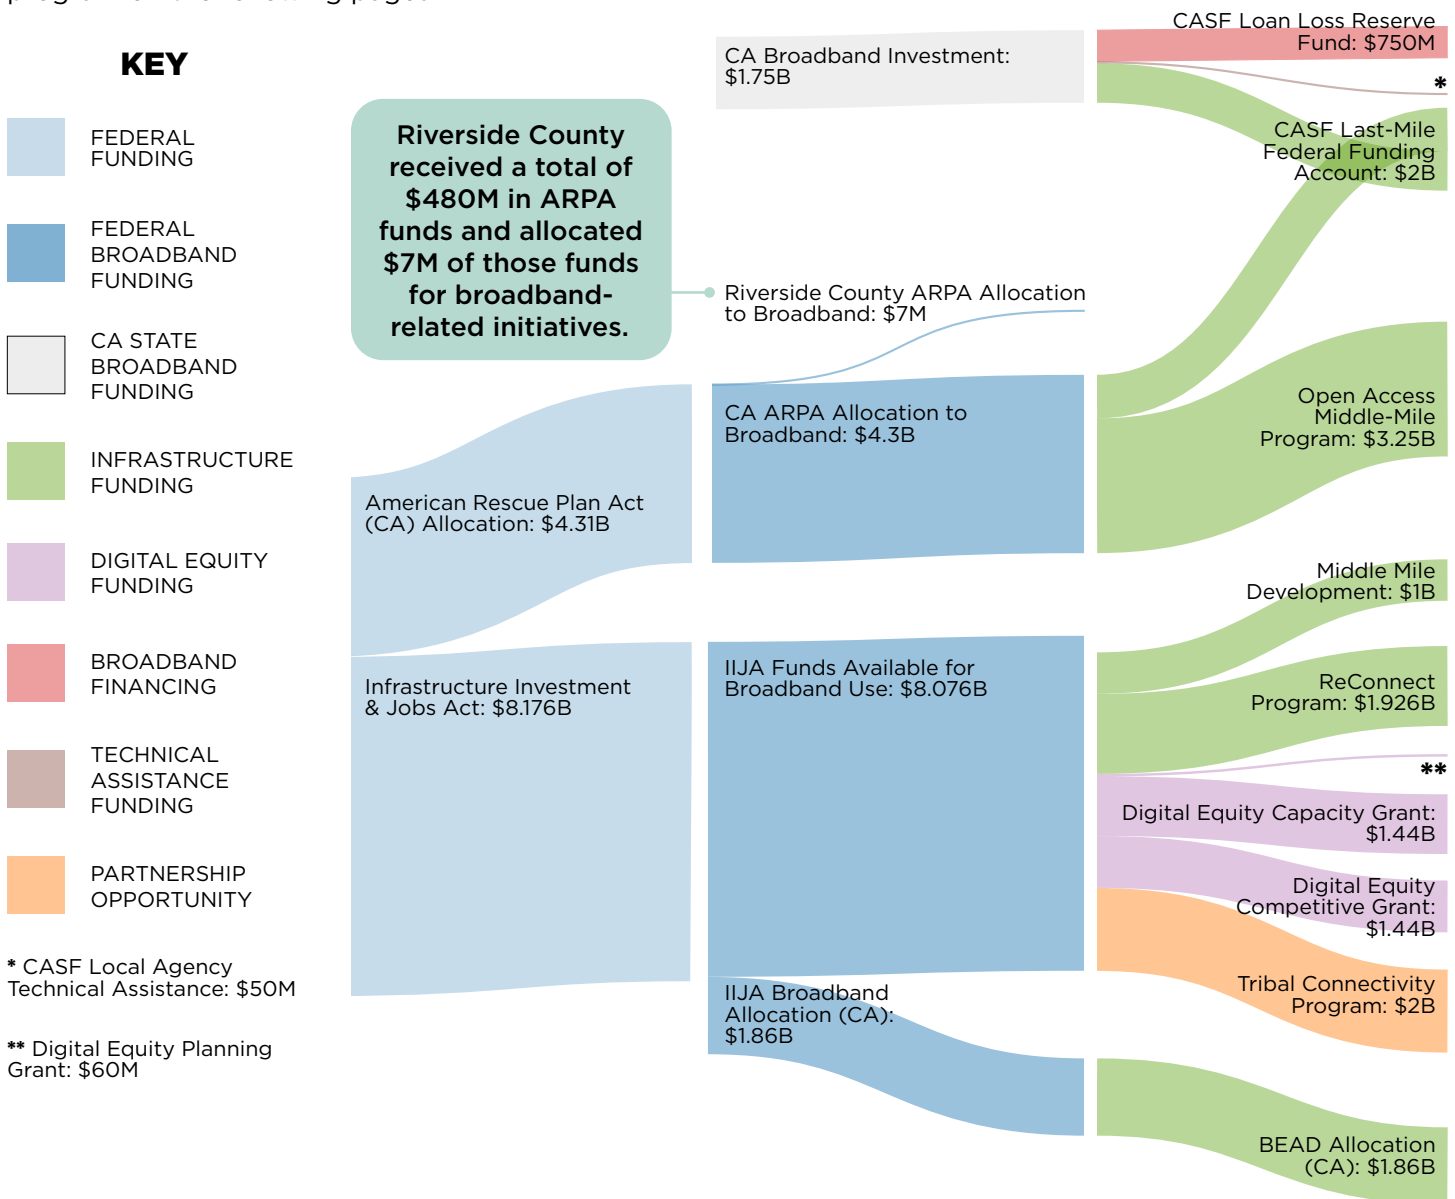 KEY
FEDERAL
FUNDING
FEDERAL
BROADBAND
FUNDING
CA STATE
BROADBAND
FUNDING
INFRASTRUCTURE
FUNDING
DIGITAL EQUITY
FUNDING
BROADBAND
FINANCING
TECHNICAL
ASSISTANCE
FUNDING
PARTNERSHIP
OPPORTUNITY
* CASF Local Agency
Technical Assistance: $50M
** Digital Equity Planning
Grant: $60M
Riverside County
received a total of
$480M in ARPA
funds and allocated
$7M of those funds
for broadband-
related initiatives.
American Rescue Plan Act
(CA) Allocation: $4.31B
Infrastructure Investment
& Jobs Act: $8.176B
CA Broadband Investment:
$1.75B
Riverside County ARPA Allocation
to Broadband: $7M
CA ARPA Allocation to
Broadband: $4.3B
IIJA Funds Available for
Broadband Use: $8.076B
IIJA Broadband
Allocation (CA):
$1.86B
CASF Loan Loss Reserve
Fund: $750M
*
CASF Last-Mile
Federal Funding
Account: $2B
Open Access
Middle-Mile
Program: $3.25B
Middle Mile
Development: $1B
ReConnect
Program: $1.926B
**
Digital Equity Capacity Grant:
$1.44B
Digital Equity
Competitive Grant:
$1.44B
Tribal Connectivity
Program: $2B
BEAD Allocation
(CA): $1.86B